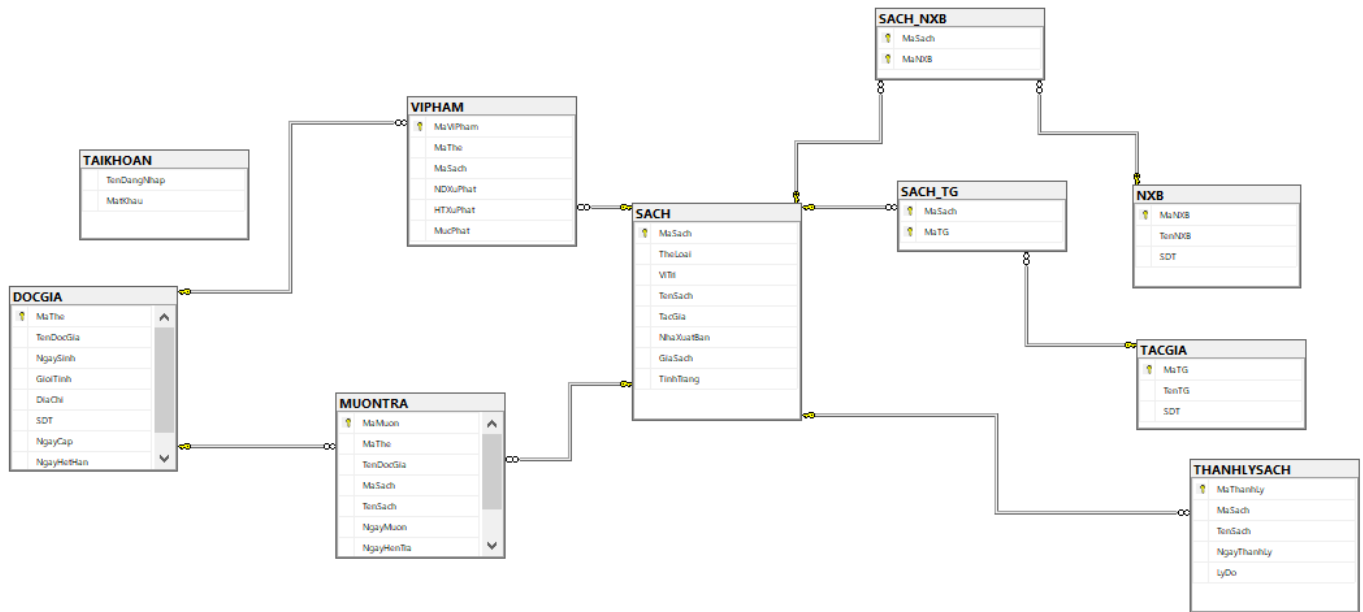 SACH_NXB
MaSach
MaNXB
VIPHAM
MaViPham
MaThe
MaSach
NDXuPhat
HTXuPhat
MucPhat
TAIKHOAN
TenDangNhap
MatKhau
SACH_TG
MaSach
MaTG
NXB
MaNXB
TenNXB
SDT
SACH
MaSach
TheLoai
ViTri
TenSach
TacGia
NhaXuatBan
GiaSach
TinhTrang
DOCGIA
MaThe
TenDocGia
NgaySinh
GioiTinh
DiaChi
SDT
NgayCap
NgayHetHan
TACGIA
MaTG
TenTG
SDT
MUONTRA
MaMuon
MaThe
TenDocGia
MaSach
TenSach
NgayMuon
NgayHenTra
THANHLYSACH
MaThanhLy
MaSach
TenSach
NgayThanhLy
LyDo